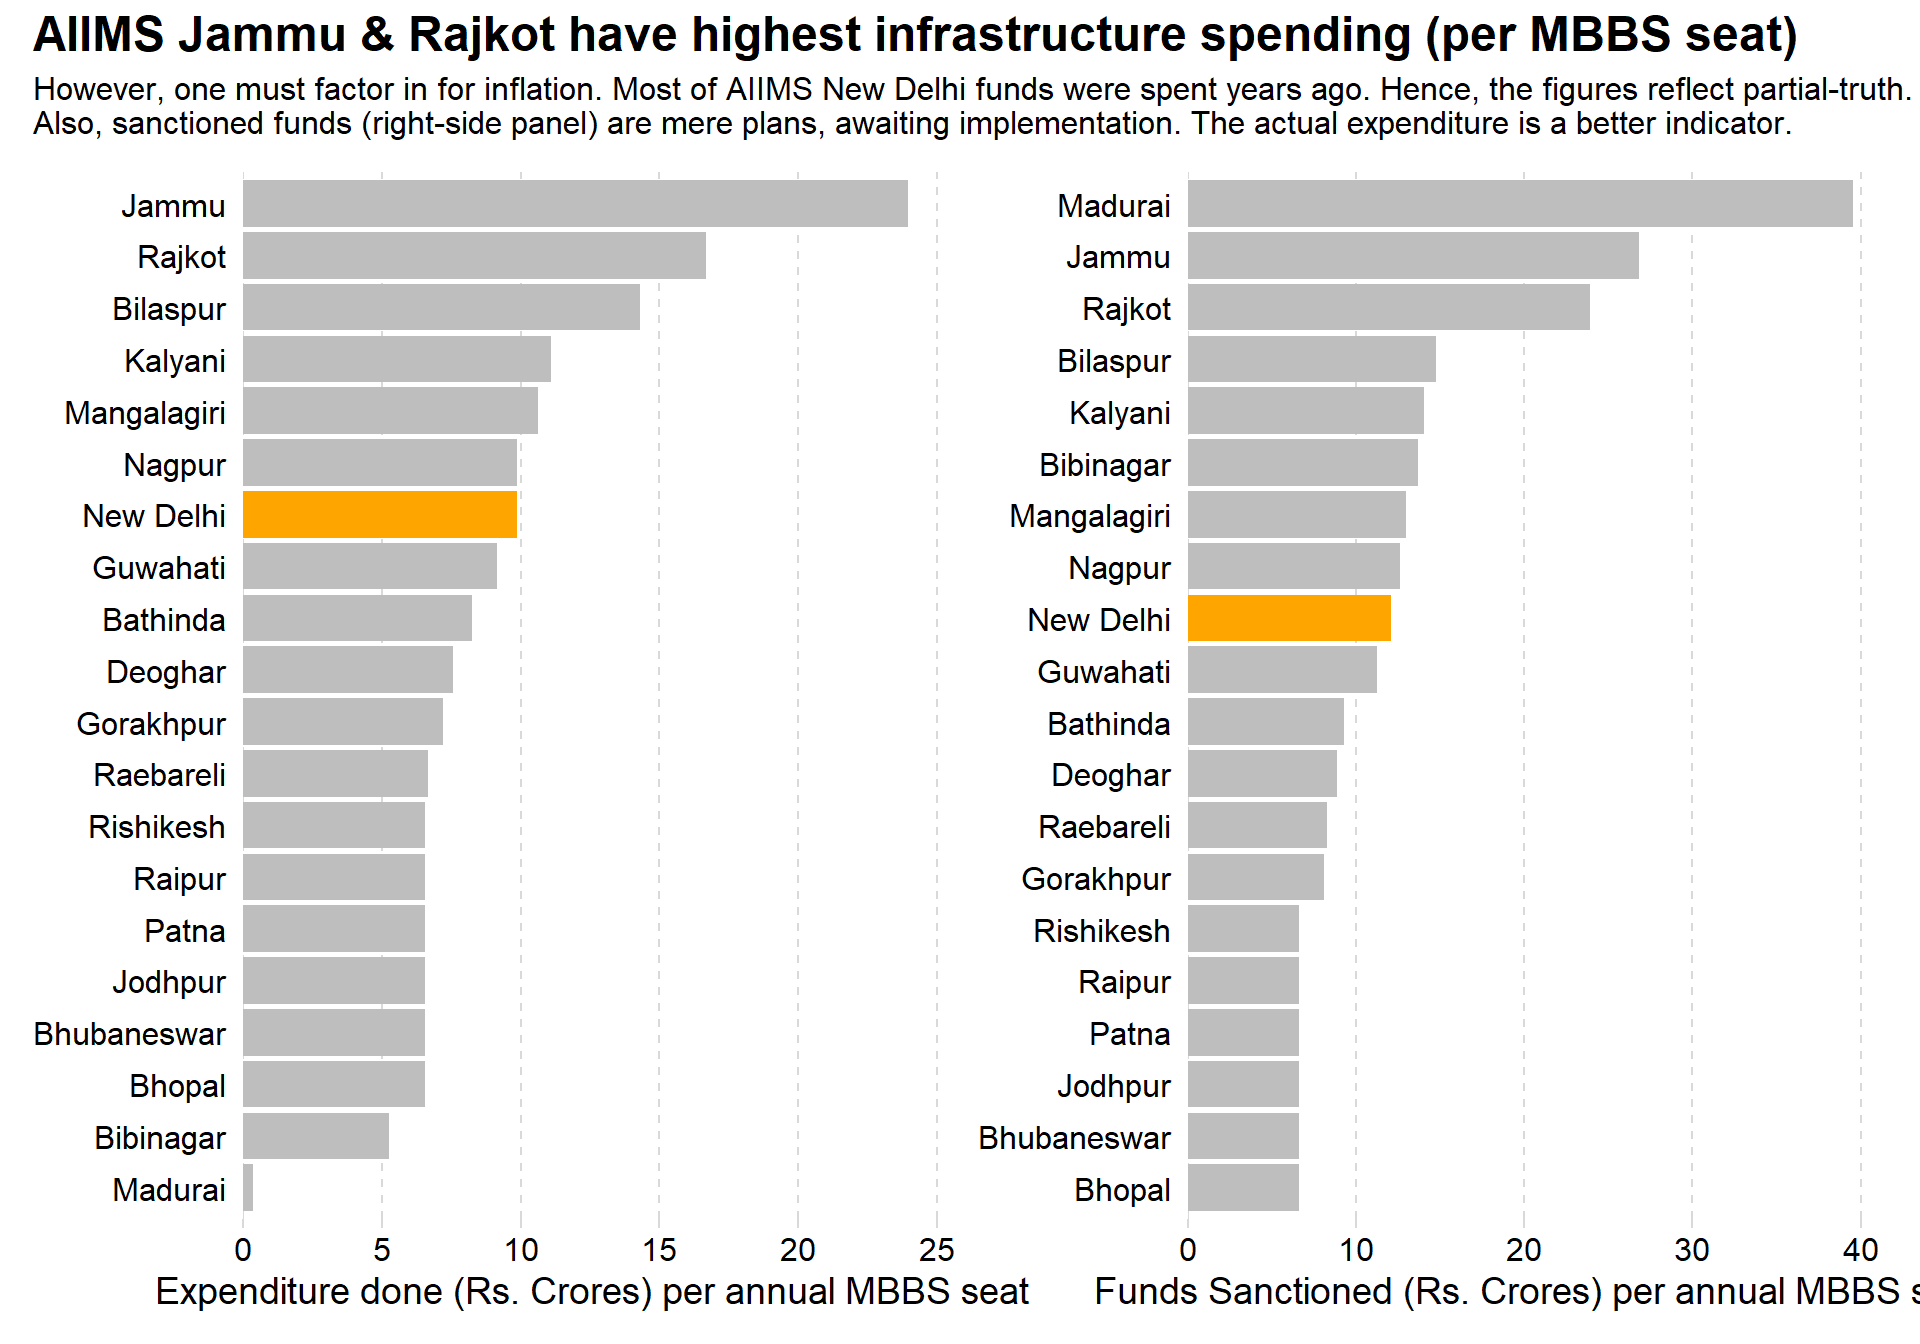 AIIMS Jammu & Rajkot have highest infrastructure spending (per MBBS seat)
However, one must factor in for inflation. Most of AIIMS New Delhi funds were spent years ago. Hence, the figures reflect partial-truth.
Also, sanctioned funds (right-side panel) are mere plans, awaiting implementation. The actual expenditure is a better indicator.
Jammu
Rajkot
Bilaspur
Kalyani
Mangalagiri
Nagpur
New Delhi
Guwahati
Bathinda
Deoghar
Gorakhpur
Raebareli
Rishikesh
Raipur
Patna
Jodhpur
Bhubaneswar
Bhopal
Bibinagar
Madurai
0 5 10 15 20 25
Expenditure done (Rs. Crores) per annual MBBS seat
Madurai
Jammu
Rajkot
Bilaspur
Kalyani
Bibinagar
Mangalagiri
Nagpur
New Delhi
Guwahati
Bathinda
Deoghar
Raebareli
Gorakhpur
Rishikesh
Raipur
Patna
Jodhpur
Bhubaneswar
Bhopal
0 10 20 30 40
Funds Sanctioned (Rs. Crores) per annual MBBS s